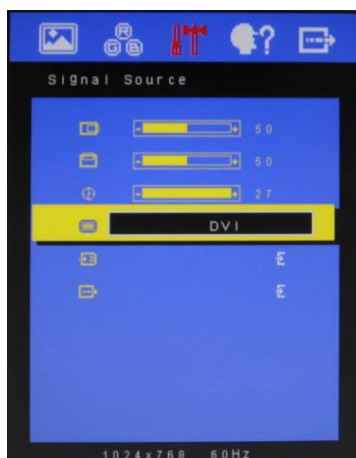 R
G B
?
Signal Source
- + 50
- + 50
- + 27
DVI
1024x768 60Hz